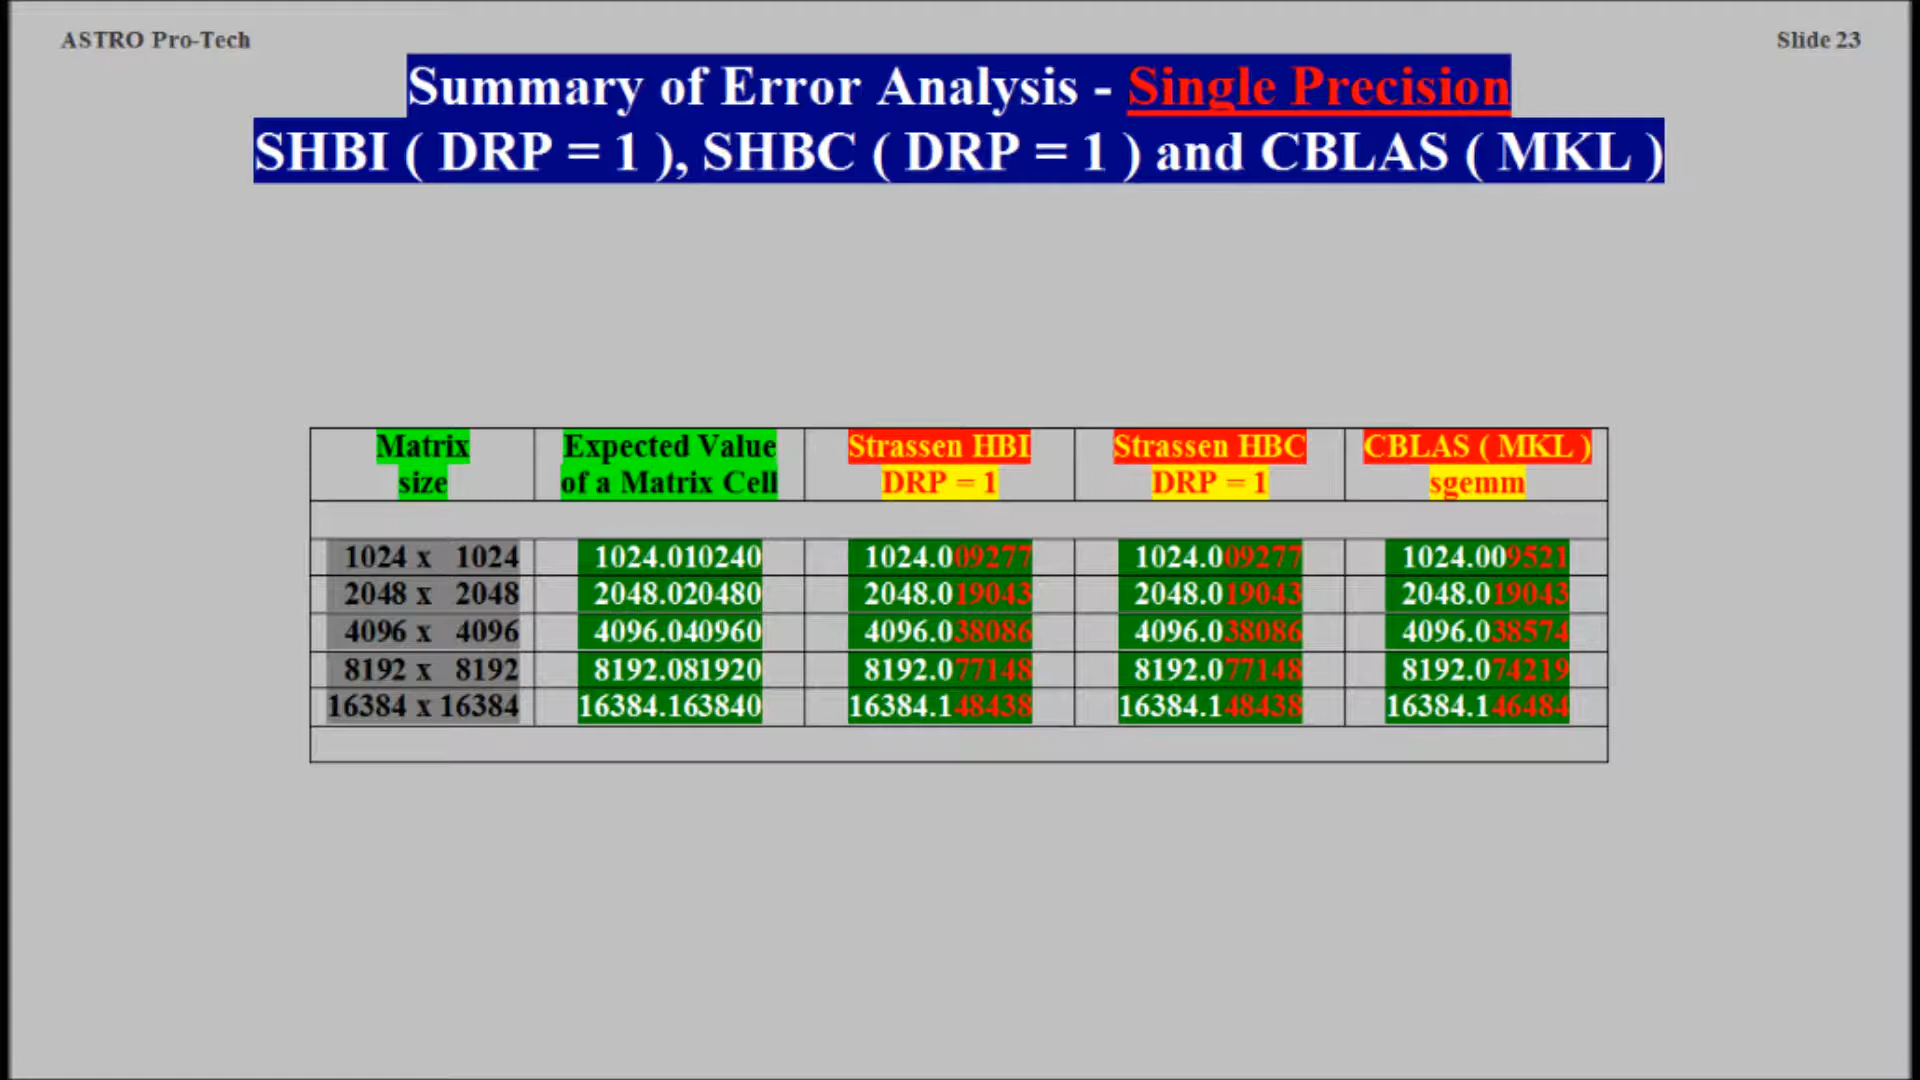 ASTRO Pro-Tech Slide 23
Summary of Error Analysis - Single Precision
SHBI ( DRP = 1 ), SHBC ( DRP = 1 ) and CBLAS ( MKL )
Matrix size Expected Value of a Matrix Cell Strassen HBI DRP = 1 Strassen HBC DRP = 1 CBLAS ( MKL ) sgemm
1024 x 1024 1024.010240 1024.009277 1024.009277 1024.009521
2048 x 2048 2048.020480 2048.019043 2048.019043 2048.019043
4096 x 4096 4096.040960 4096.038086 4096.038086 4096.038574
8192 x 8192 8192.081920 8192.077148 8192.077148 8192.074219
16384 x 16384 16384.163840 16384.148438 16384.148438 16384.146484